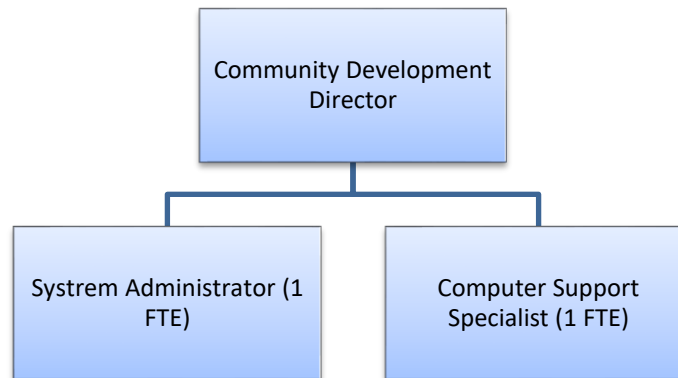 Community Development
Director
Systrem Administrator (1
FTE)
Computer Support
Specialist (1 FTE)